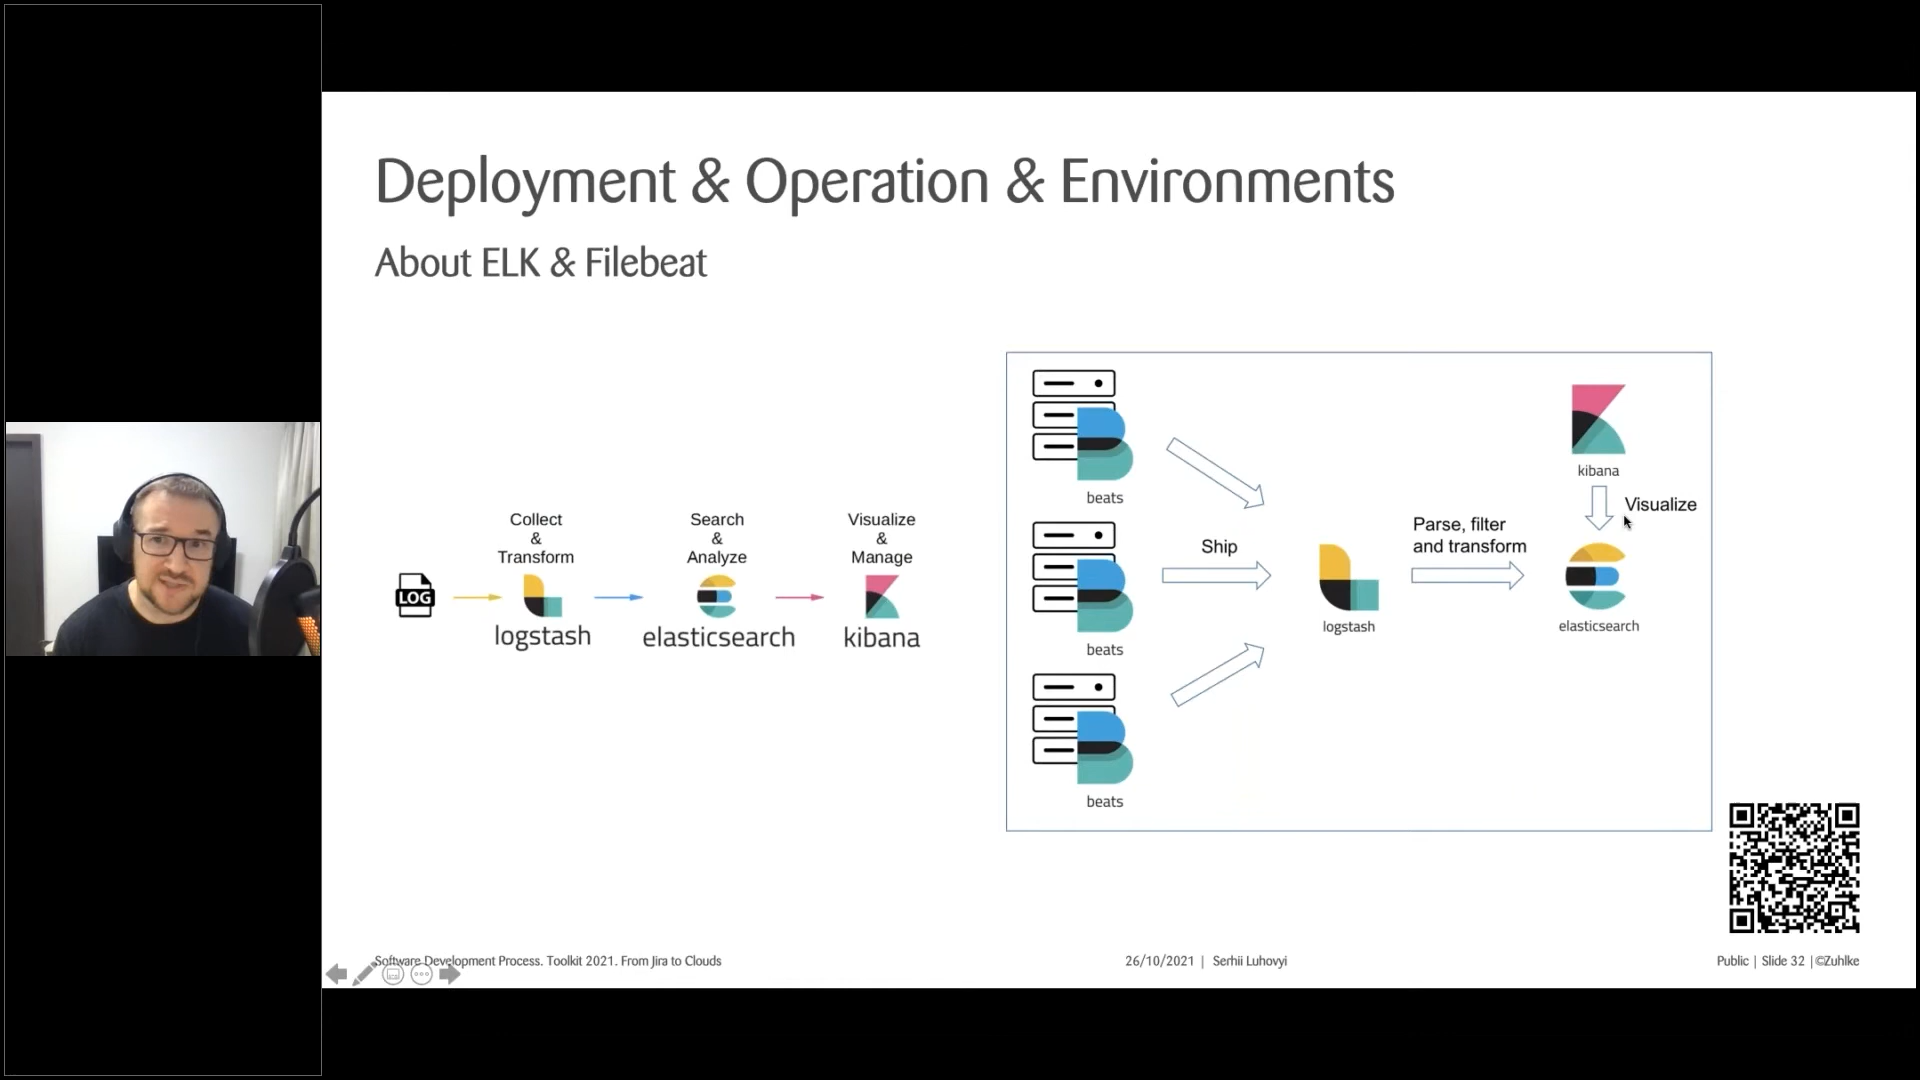 Deployment & Operation & Environments
About ELK & Filebeat
Collect
&
Transform
Search
&
Analyze
Visualize
&
Manage
LOG
logstash
elasticsearch
kibana
beats
beats
beats
Ship
logstash
Parse, filter
and transform
kibana
Visualize
elasticsearch
Software Development Process. Toolkit 2021. From Jira to Clouds
26/10/2021 | Serhii Luhovyi
Public | Slide 32 |©Zuhlke